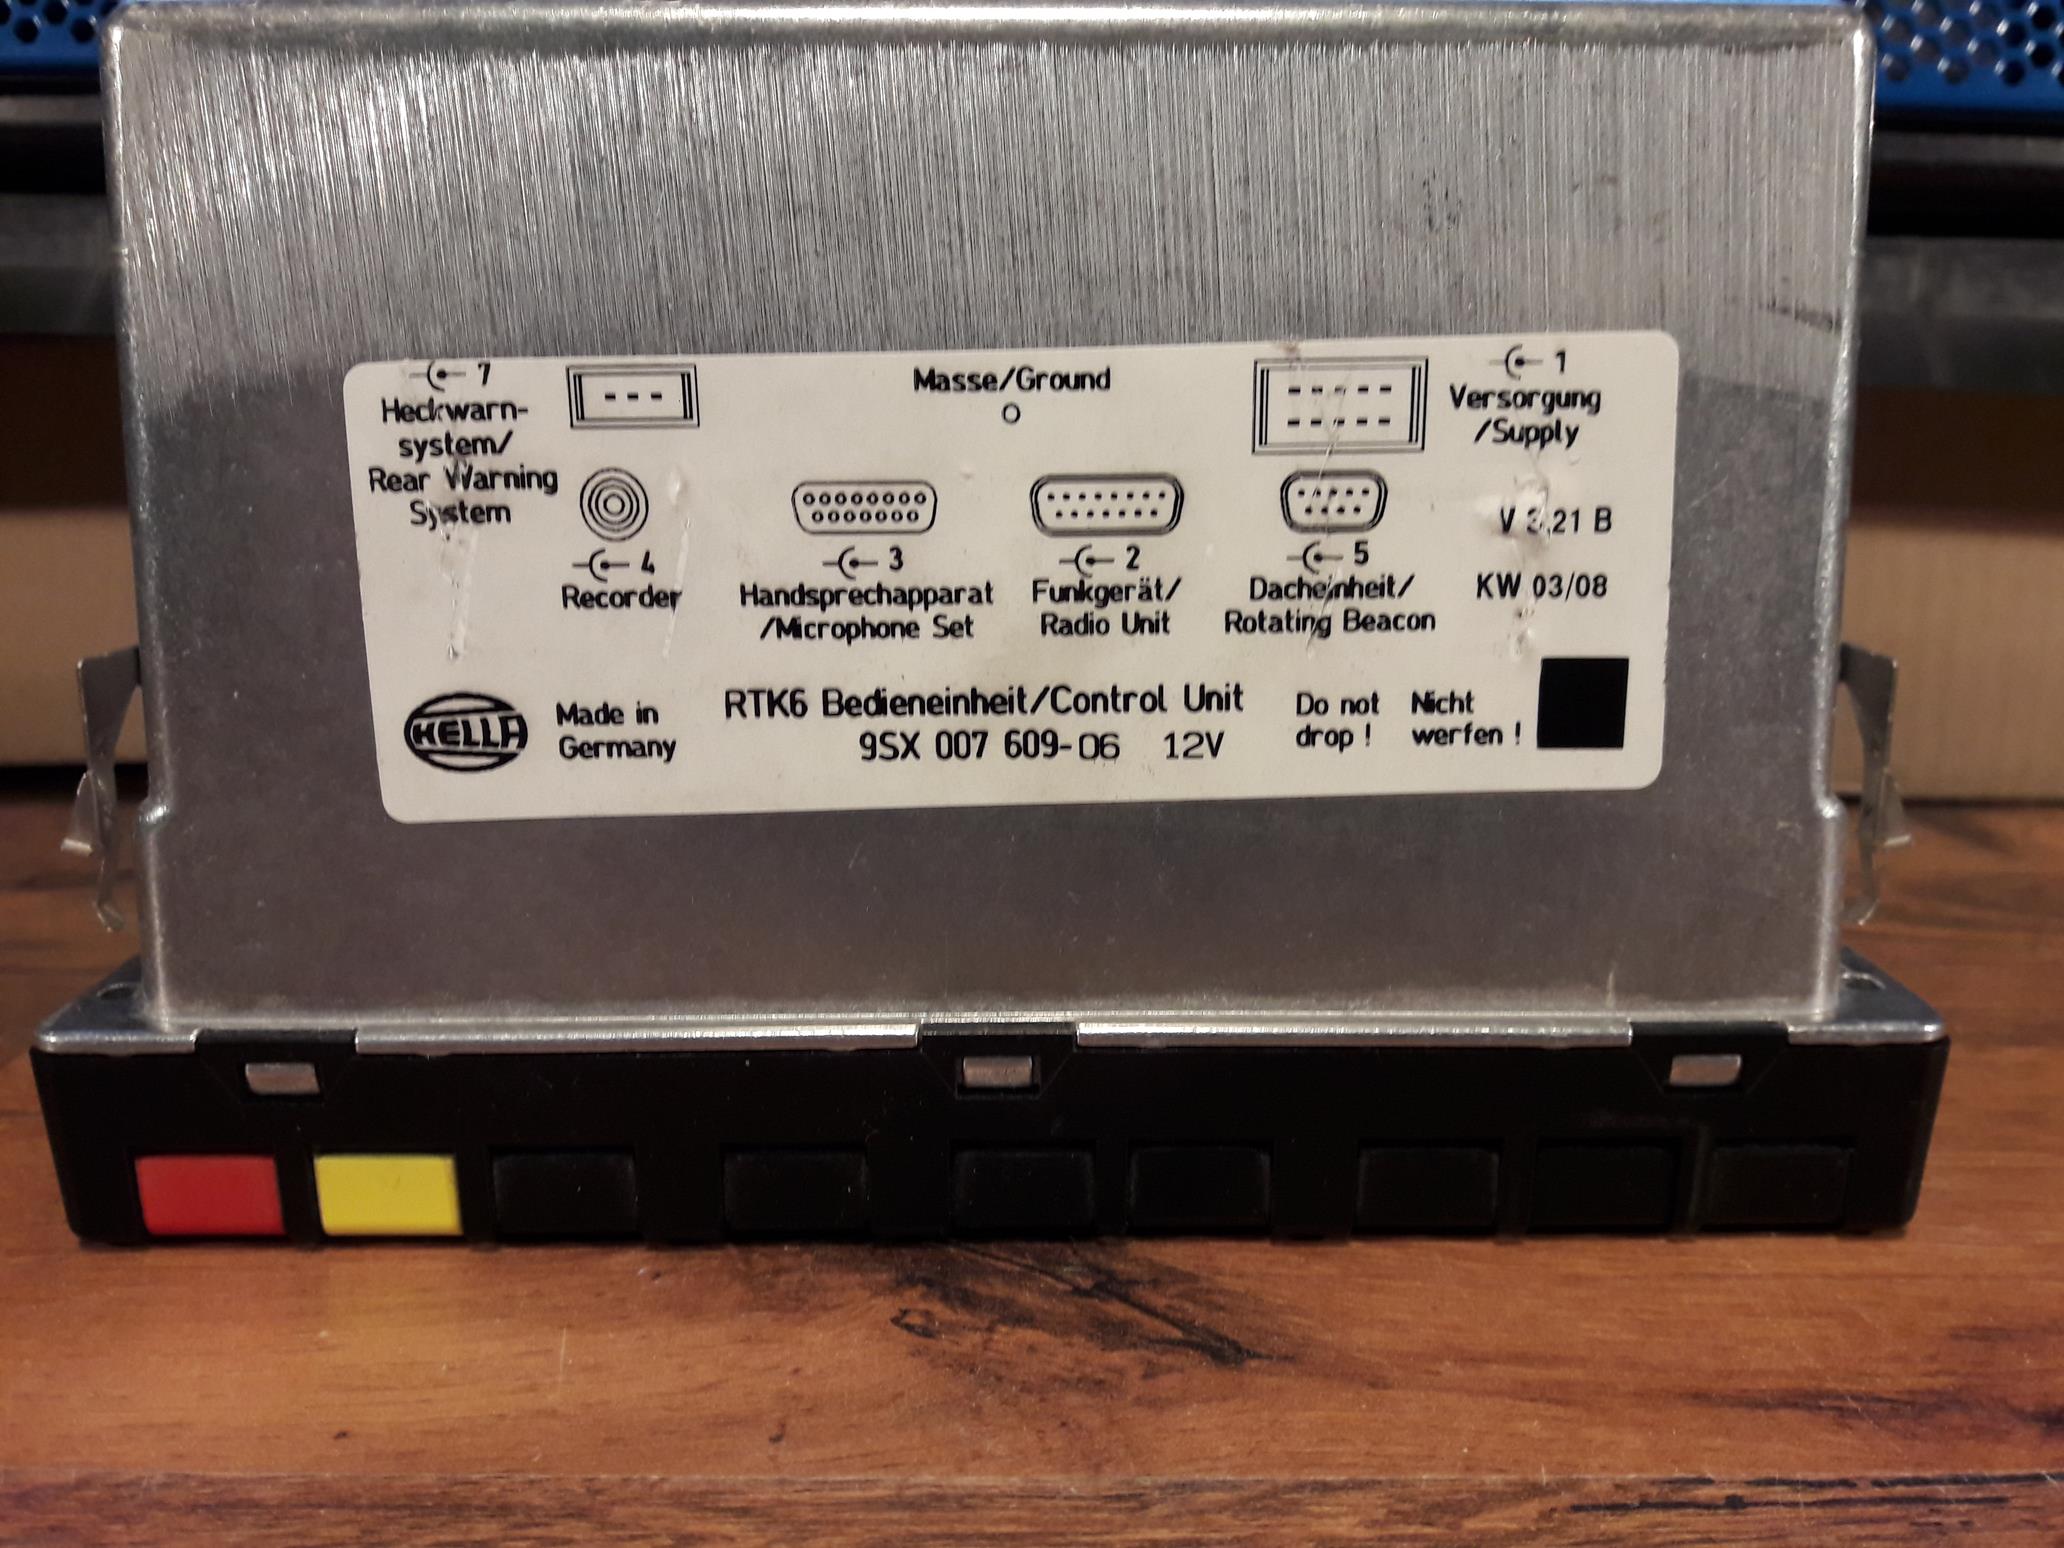 7
Heckwarn-
system/
Rear Warning
System
Masse/Ground
1
Versorgung
/Supply
4
Recorder
3
Handsprechapparat
/Microphone Set
2
Funkgerät/
Radio Unit
5
Dacheinheit/
Rotating Beacon
V 3.21 B
KW 03/08
HELLA
Made in
Germany
RTK6 Bedieneinheit/Control Unit
9SX 007 609-06 12V
Do not
drop !
Nicht
werfen !